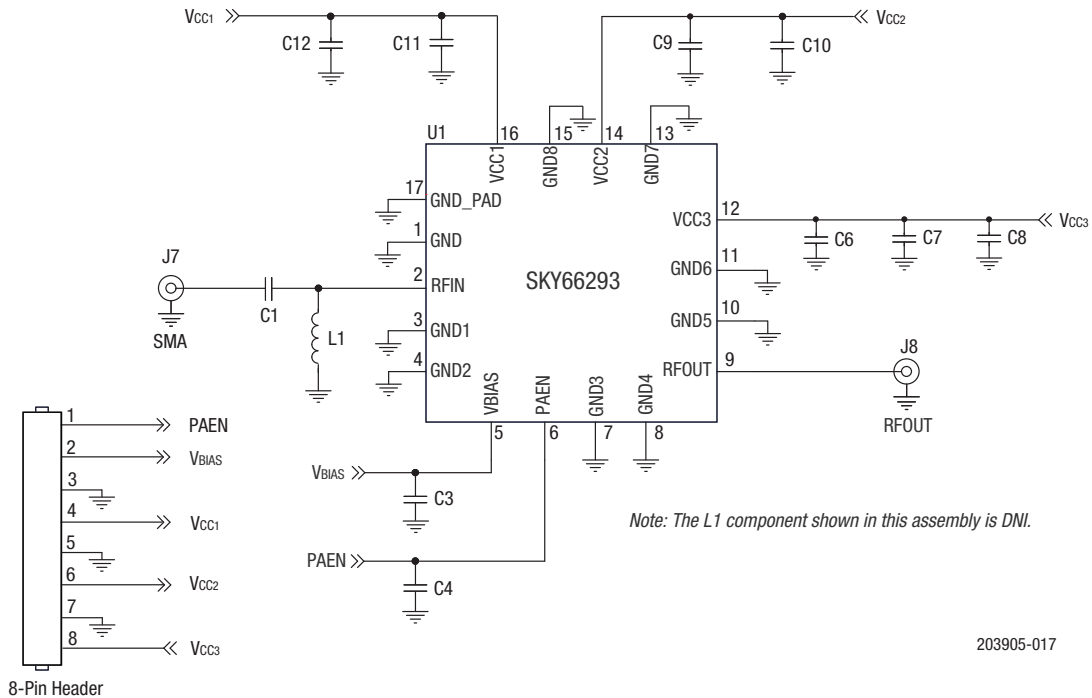 VCC1
VCC2
C12
C11
C9
C10
U1
16
15
14
13
VCC1
GND8
VCC2
GND7
17
GND_PAD
VCC3
12
VCC3
1
GND
C6
C7
C8
J7
2
RFIN
SKY66293
GND6
11
C1
SMA
L1
3
GND1
GND5
10
J8
4
GND2
RFOUT
9
RFOUT
VBIAS
PAEN
GND3
GND4
5
6
7
8
1
PAEN
2
VBIAS
3
4
VCC1
5
6
VCC2
7
8
VCC3
8-Pin Header
VBIAS
C3
PAEN
C4
Note: The L1 component shown in this assembly is DNI.
203905-017